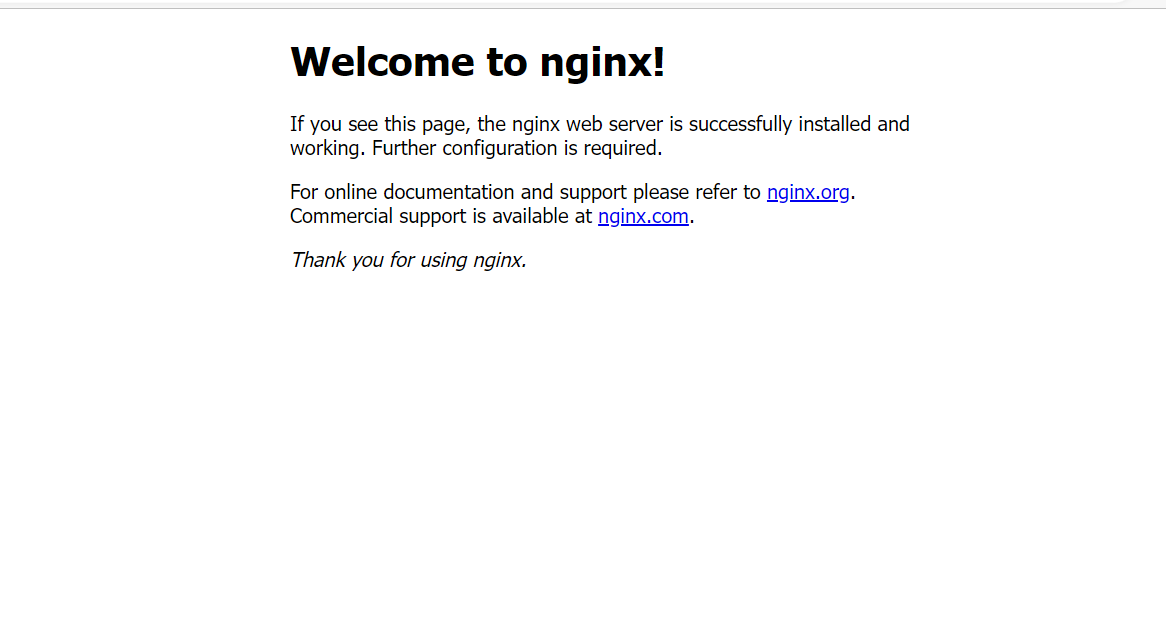 Welcome to nginx!
If you see this page, the nginx web server is successfully installed and
working. Further configuration is required.
For online documentation and support please refer to nginx.org.
Commercial support is available at nginx.com.
Thank you for using nginx.